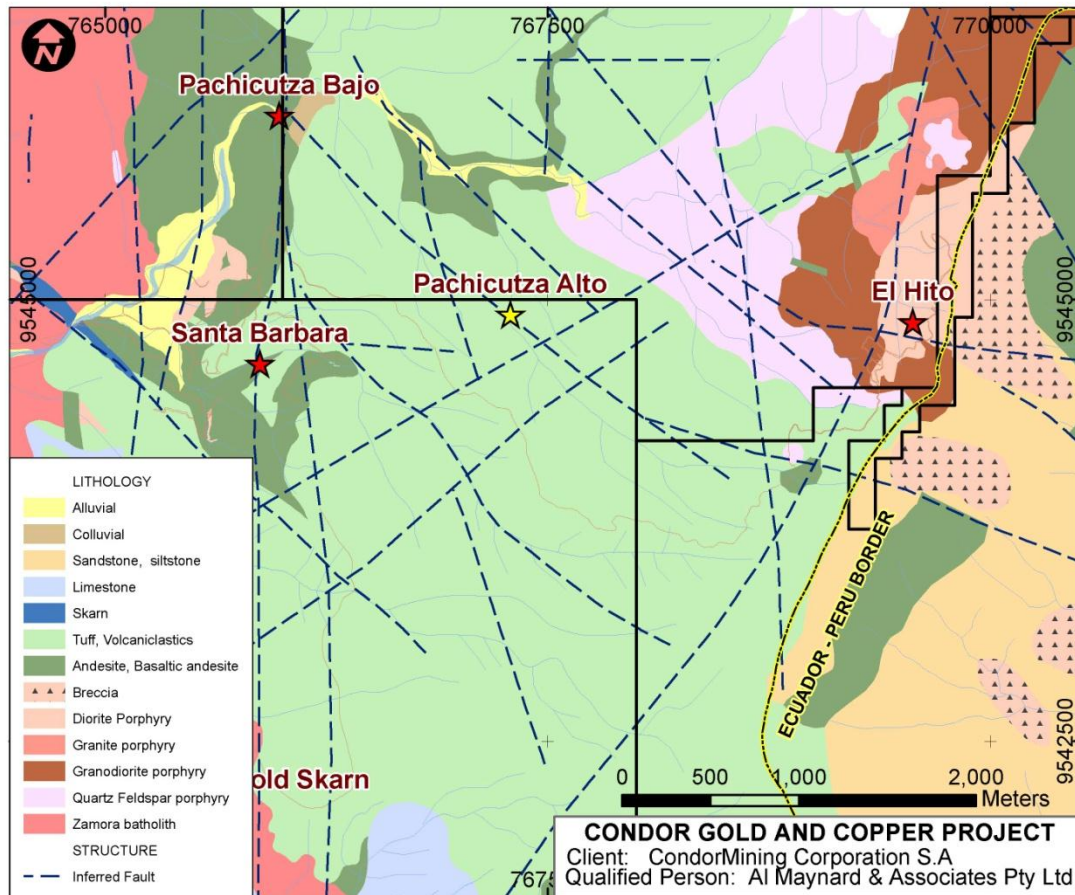 765000
767500
770000
N
Pachicutza Bajo
9545000
Pachicutza Alto
El Hito
9545000
Santa Barbara
LITHOLOGY
Alluvial
Colluvial
Sandstone, siltstone
Limestone
Skarn
Tuff, Volcaniclastics
Andesite, Basaltic andesite
Breccia
Diorite Porphyry
Granite porphyry
Granodiorite porphyry
Quartz Feldspar porphyry
Zamora batholith
STRUCTURE
Inferred Fault
ECUADOR - PERU BORDER
9542500
old Skarn
0 500 1,000 2,000
Meters
CONDOR GOLD AND COPPER PROJECT
Client: CondorMining Corporation S.A
Qualified Person: Al Maynard & Associates Pty Ltd